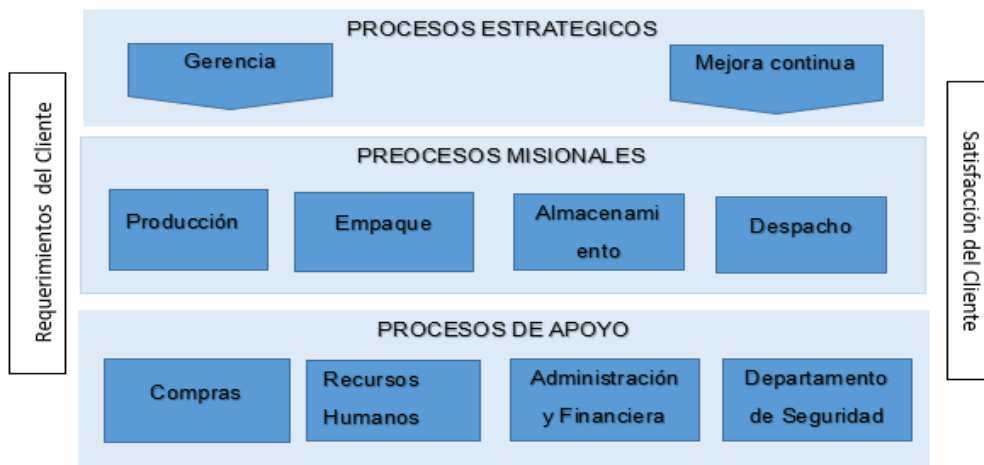 PROCESOS ESTRATEGICOS
Gerencia
Mejora continua
Requerimientos del Cliente
PREOCESOS MISIONALES
Producción
Empaque
Almacenami
ento
Despacho
Satisfacción del Cliente
PROCESOS DE APOYO
Compras
Recursos
Humanos
Administración
y Financiera
Departamento
de Seguridad